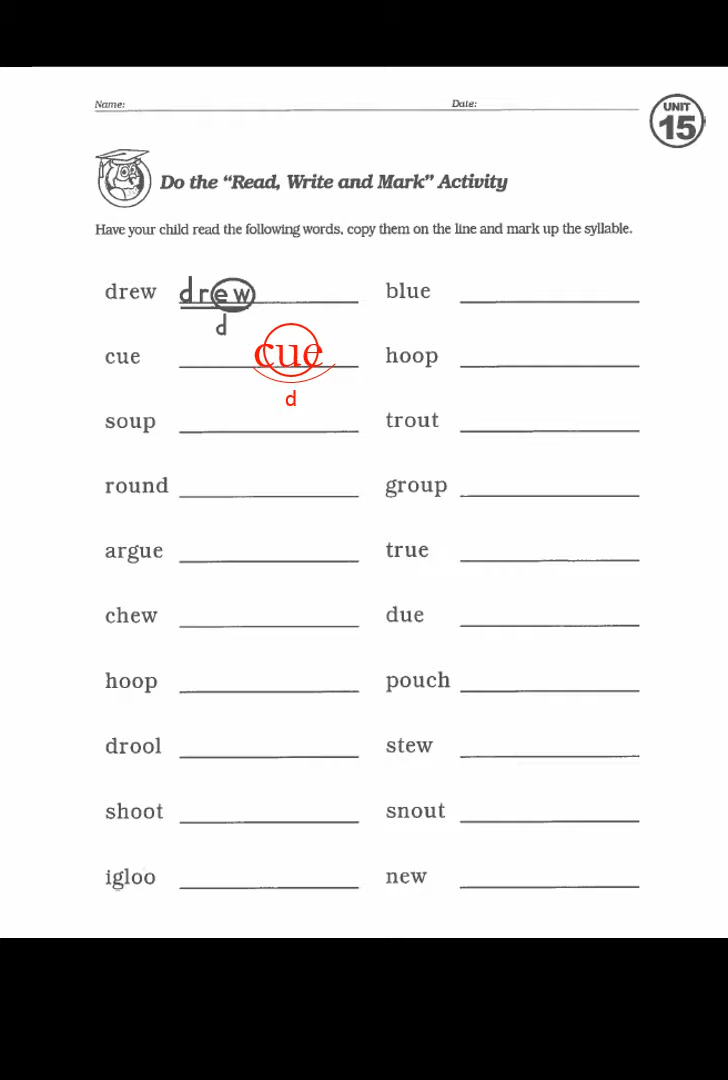 Name: Date:
UNIT
15
Do the “Read, Write and Mark” Activity
Have your child read the following words, copy them on the line and mark up the syllable.
drew drew blue
d
cue cue hoop
d
soup trout
round group
argue true
chew due
hoop pouch
drool stew
shoot snout
igloo new